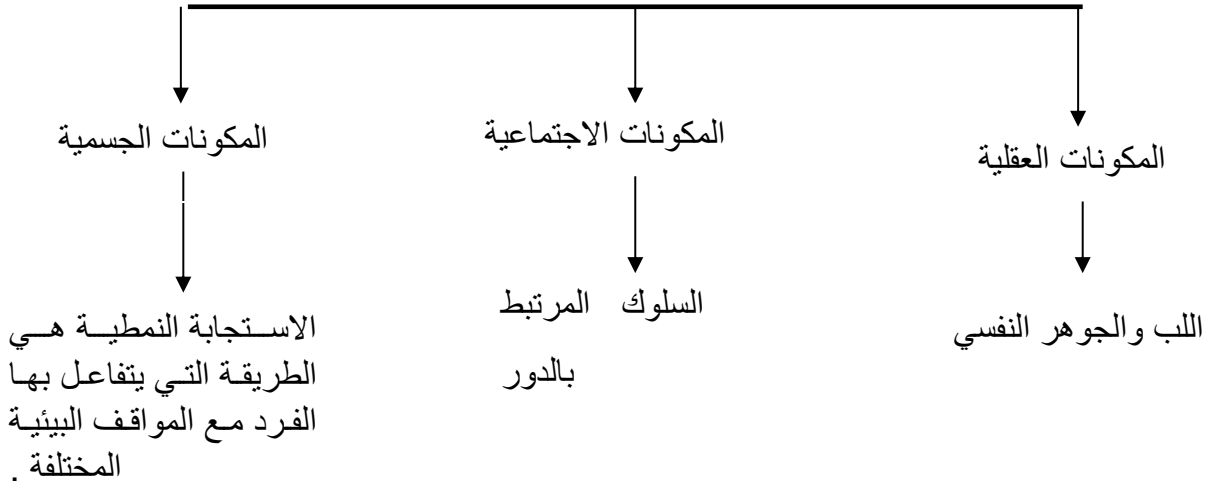 المكونات العقلية
المكونات الاجتماعية
المكونات الجسمية
اللب والجوهر النفسي
السلوك المرتبط
بالدور
الاستجابة النمطية هي
الطريقة التي يتفاعل بها
الفرد مع المواقف البيئية
المختلفة .